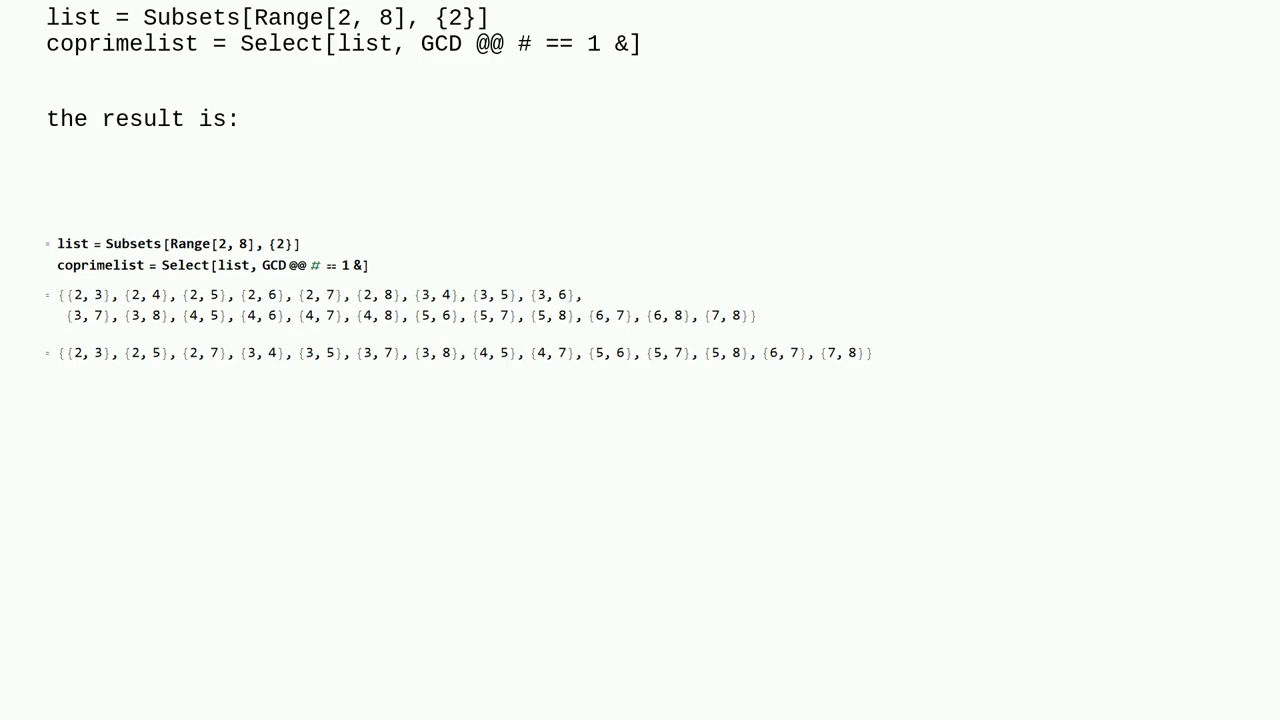 list = Subsets[Range[2, 8], {2}]
coprimelist = Select[list, GCD @@ # == 1 &]
the result is:
list = Subsets[Range[2, 8], {2}]
coprimelist = Select[list, GCD @@ # == 1 &]
{{2, 3}, {2, 4}, {2, 5}, {2, 6}, {2, 7}, {2, 8}, {3, 4}, {3, 5}, {3, 6},
{3, 7}, {3, 8}, {4, 5}, {4, 6}, {4, 7}, {4, 8}, {5, 6}, {5, 7}, {5, 8}, {6, 7}, {6, 8}, {7, 8}}
{{2, 3}, {2, 5}, {2, 7}, {3, 4}, {3, 5}, {3, 7}, {3, 8}, {4, 5}, {4, 7}, {5, 6}, {5, 7}, {5, 8}, {6, 7}, {7, 8}}